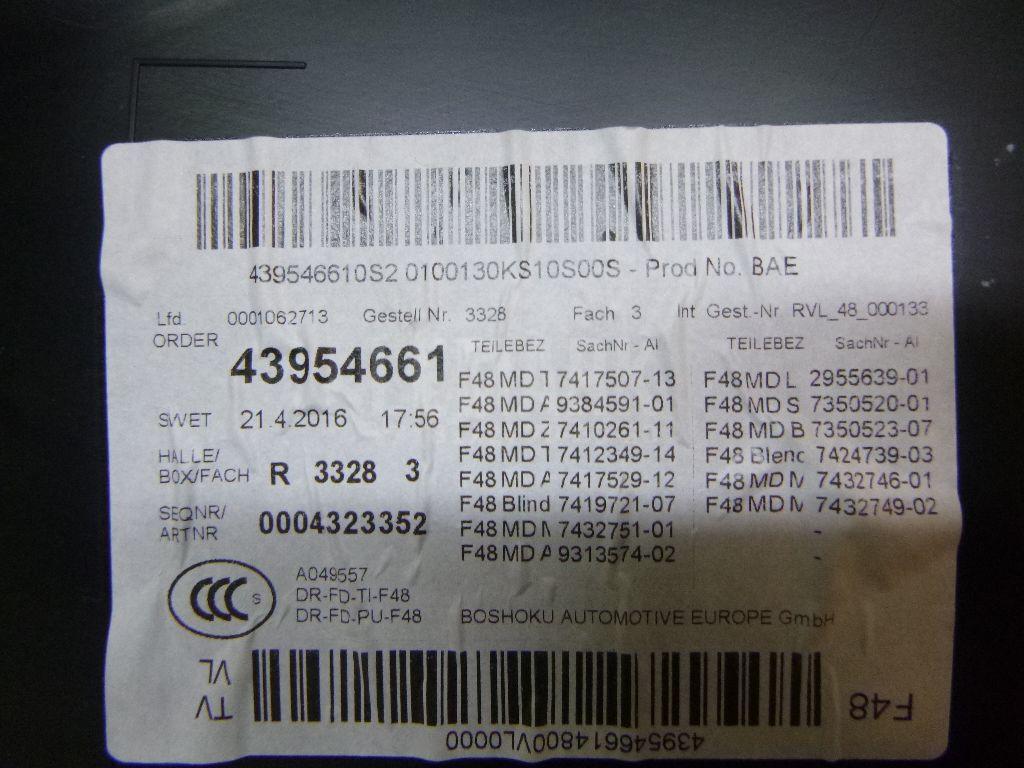 439546610S2 0100130KS10S00S - Prod No. BAE
Lfd. 0001062713 Gestell Nr. 3328 Fach 3 Int Gest.-Nr RVL_48_000133
ORDER 43954661
TEILEBEZ SachNr - AI TEILEBEZ SachNr - AI
F48 MD T 7417507-13 F48 MD L 2955639-01
F48 MD A 9384591-01 F48 MD S 7350520-01
SWET 21.4.2016 17:56
F48 MD Z 7410261-11 F48 MD B 7350523-07
F48 MD T 7412349-14 F48 Blenc 7424739-03
HALLE/
BOX/FACH R 3328 3
F48 MD A 7417529-12 F48 MD M 7432746-01
F48 Blind 7419721-07 F48 MD M 7432749-02
SEQNR/
ARTNR 0004323352
F48 MD M 7432751-01 -
F48 MD A 9313574-02 -
CCC S
A049557
DR-FD-TI-F48
DR-FD-PU-F48 BOSHOKU AUTOMOTIVE EUROPE GmbH
VL
TV F48
439546614800VL0000